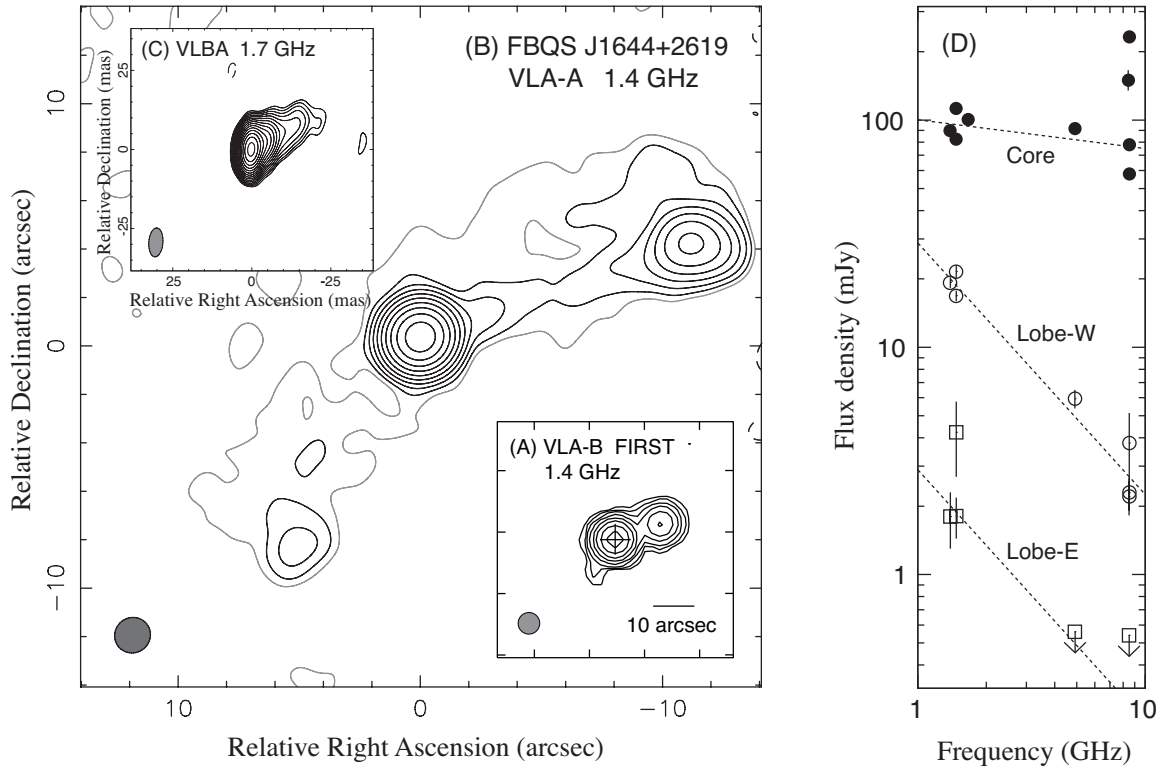 (C) VLBA 1.7 GHz
Relative Declination (mas)
25
0
-25
25
0
-25
Relative Right Ascension (mas)
(B) FBQS J1644+2619
VLA-A 1.4 GHz
Relative Declination (arcsec)
10
0
-10
10
0
-10
Relative Right Ascension (arcsec)
(A) VLA-B FIRST
1.4 GHz
10 arcsec
(D)
Flux density (mJy)
100
10
1
Core
Lobe-W
Lobe-E
1
10
Frequency (GHz)